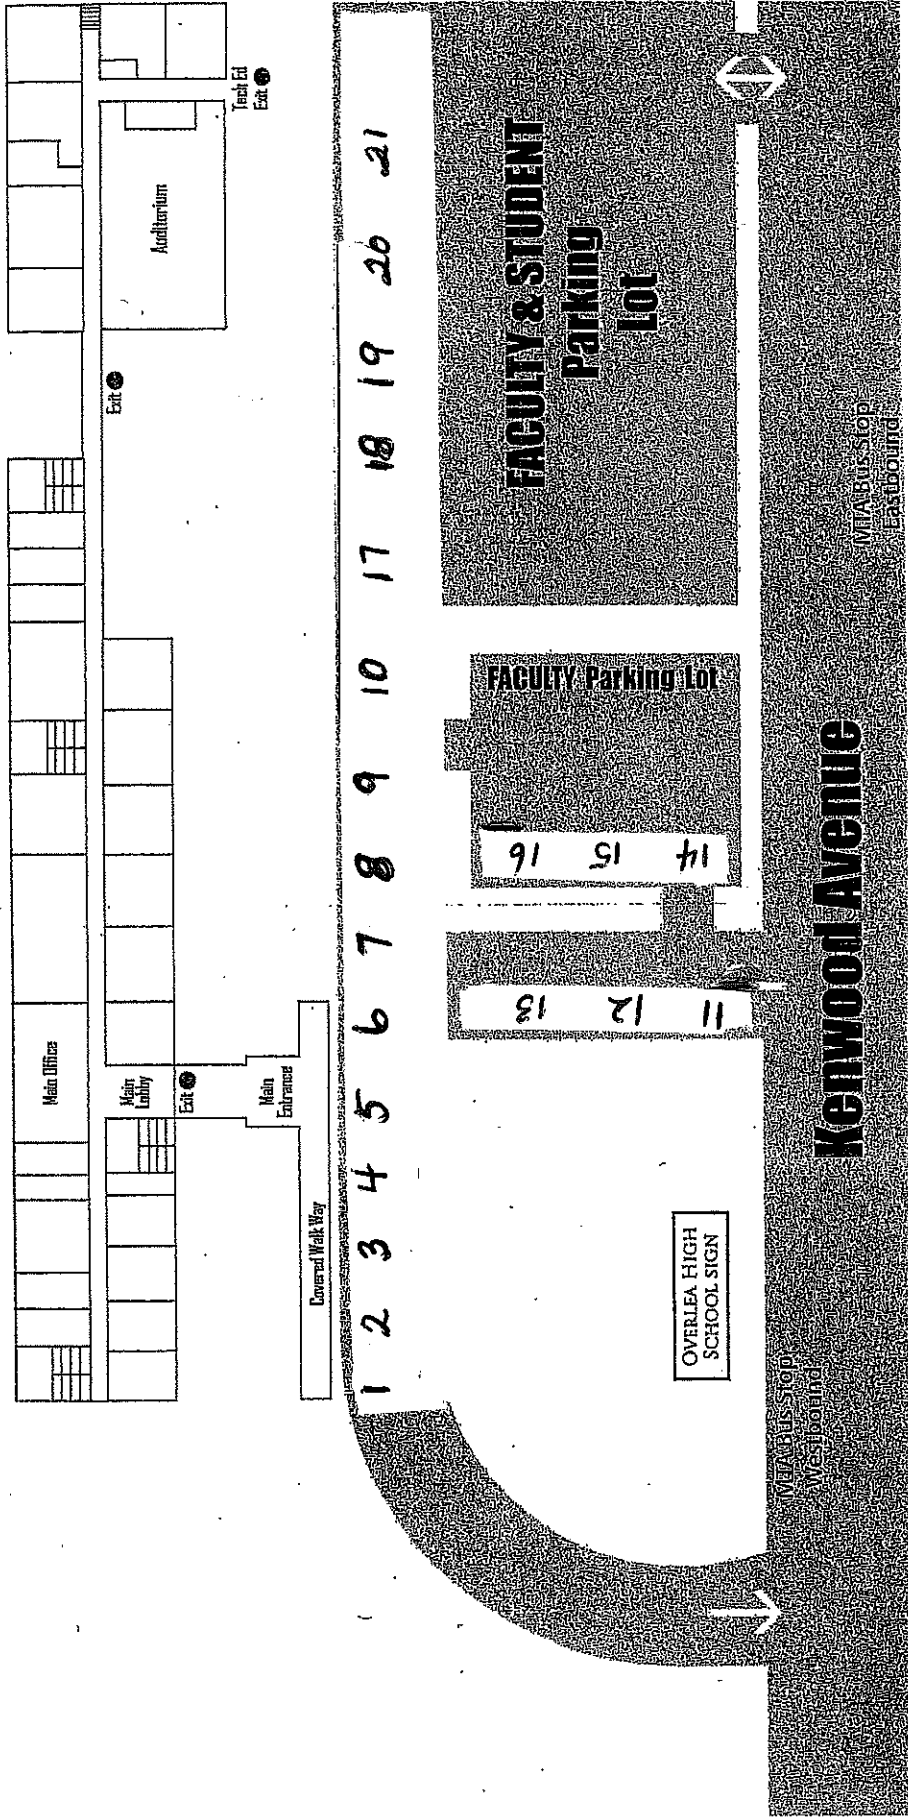 Tech Ed
Exit
Auditorium
Exit
Main Office
Main
Lobby
Exit
Main
Entrance
Covered Walk Way
1 2 3 4 5 6 7 8 9 10 17 18 19 20 21
FACULTY & STUDENT
Parking
Lot
FACULTY Parking Lot
16 15 14
13 12 11
OVERLEA HIGH
SCHOOL SIGN
MTA Bus Stop
Westbound
Kenwood Avenue
MTA Bus Stop
Eastbound